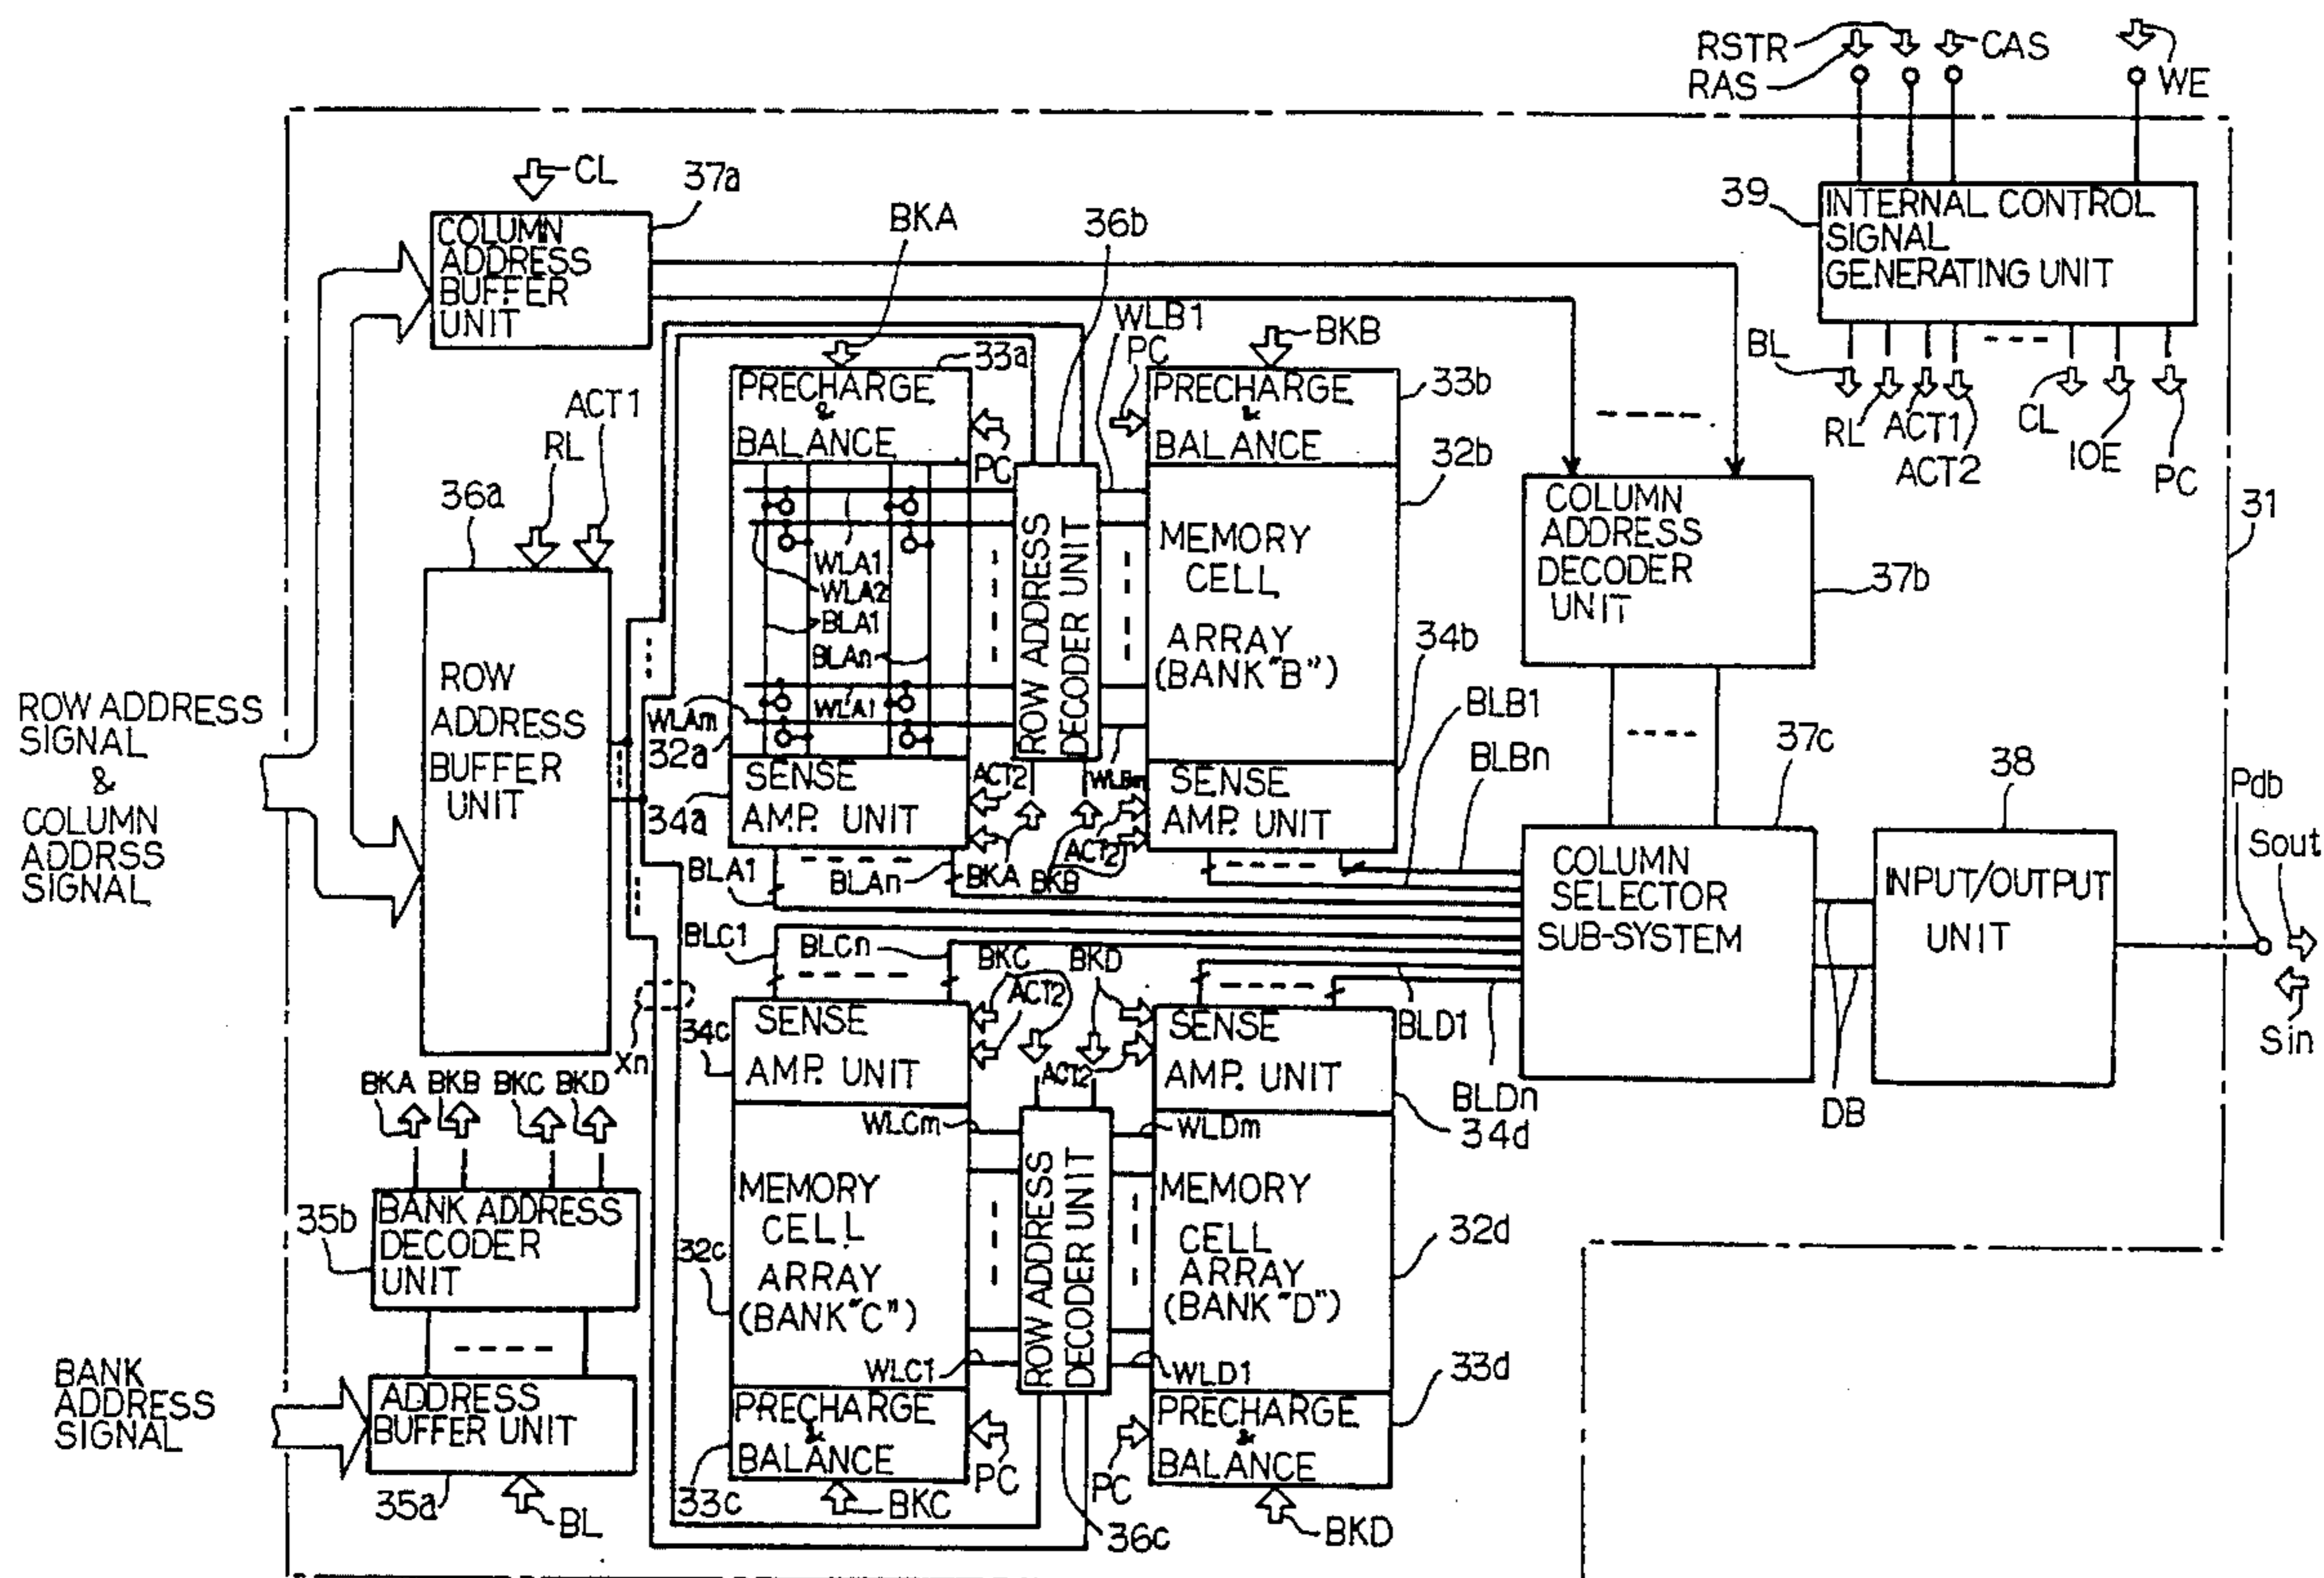 RSTR
RAS
CAS
WE
CL
37a
COLUMN
ADDRESS
BUFFER
UNIT
BKA
36b
39
INTERNAL CONTROL
SIGNAL
GENERATING UNIT
WLB1
PC
BKB
BL
RL
ACT1
ACT2
CL
IOE
PC
31
ACT1
RL
36a
33a
PRECHARGE
&
BALANCE
PC
PRECHARGE
&
BALANCE
33b
32b
WLA1
WLA2
BLA1
BLAn
WLA1
WLAm
32a
ROW ADDRESS
DECODER UNIT
MEMORY
CELL
ARRAY
(BANK "B")
34b
COLUMN
ADDRESS
DECODER
UNIT
37b
ROW ADDRESS
SIGNAL
&
COLUMN
ADDRSS
SIGNAL
ROW
ADDRESS
BUFFER
UNIT
SENSE
AMP. UNIT
34a
ACT2
BKA
BKB
ACT2
SENSE
AMP. UNIT
BLB1
BLBn
37c
38
Pdb
Sout
Sin
BLA1
BLAn
COLUMN
SELECTOR
SUB-SYSTEM
INPUT/OUTPUT
UNIT
DB
BLC1
BLCn
BKC
BKD
ACT2
ACT2
BLD1
BLDn
Xn
34c
SENSE
AMP. UNIT
SENSE
AMP. UNIT
34d
BKA
BKB
BKC
BKD
WLCm
WLDm
35b
BANK ADDRESS
DECODER
UNIT
32c
MEMORY
CELL
ARRAY
(BANK "C")
ROW ADDRESS
DECODER UNIT
MEMORY
CELL
ARRAY
(BANK "D")
32d
WLC1
WLD1
BANK
ADDRESS
SIGNAL
ADDRESS
BUFFER UNIT
35a
BL
PRECHARGE
&
BALANCE
33c
PC
BKC
PC
PRECHARGE
&
BALANCE
33d
36c
BKD